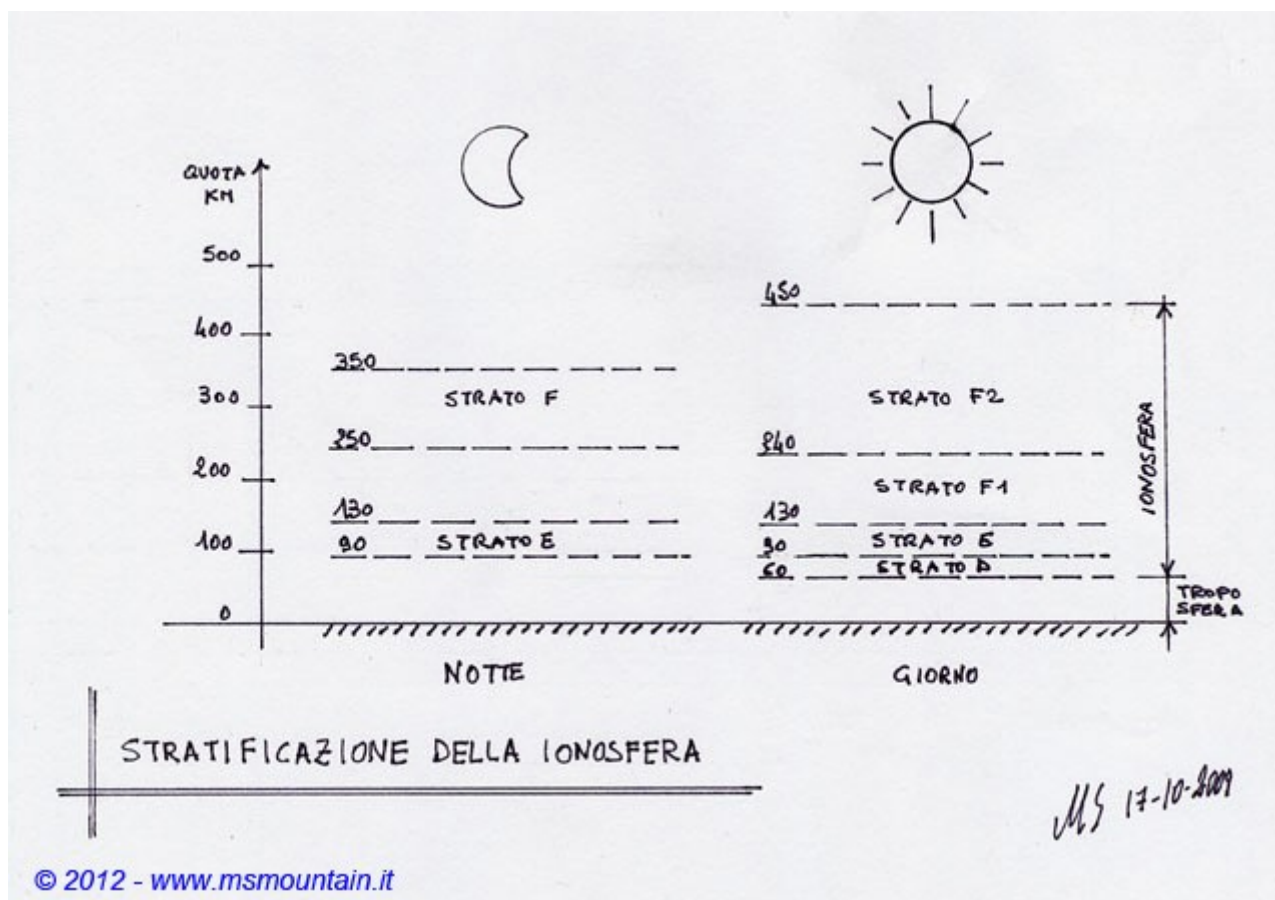 QUOTA
KM
500
400
300
200
100
0
350
STRATO F
250
130
STRATO E
90
NOTTE
450
STRATO F2
240
STRATO F1
130
STRATO E
90
STRATO D
60
GIORNO
IONOSFERA
TROPO
SFERA
STRATIFICAZIONE DELLA IONOSFERA
MS 17-10-2009
© 2012 - www.msmountain.it